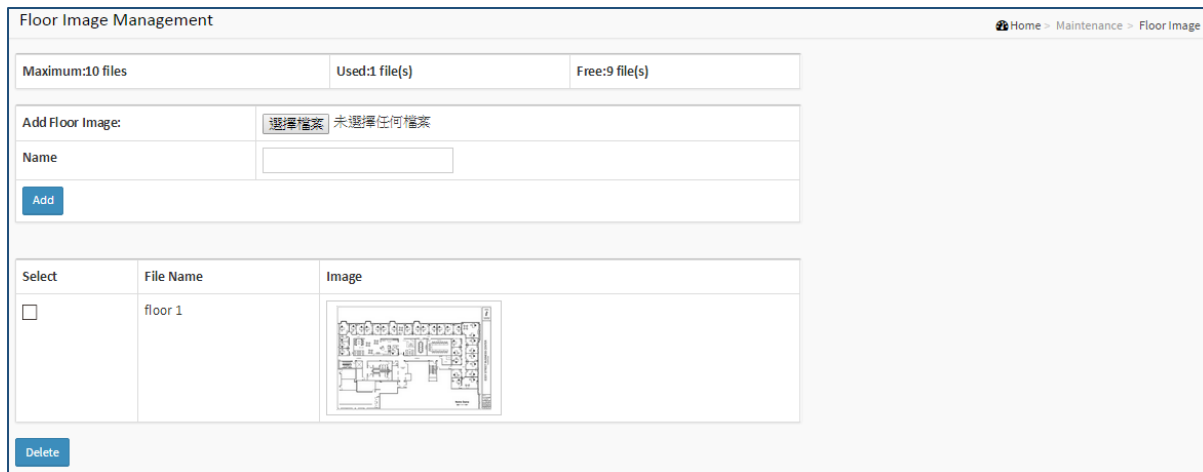 Floor Image Management
Home > Maintenance > Floor Image
Maximum:10 files Used:1 file(s) Free:9 file(s)
Add Floor Image: 選擇檔案 未選擇任何檔案
Name
Add
Select File Name Image
floor 1
Delete